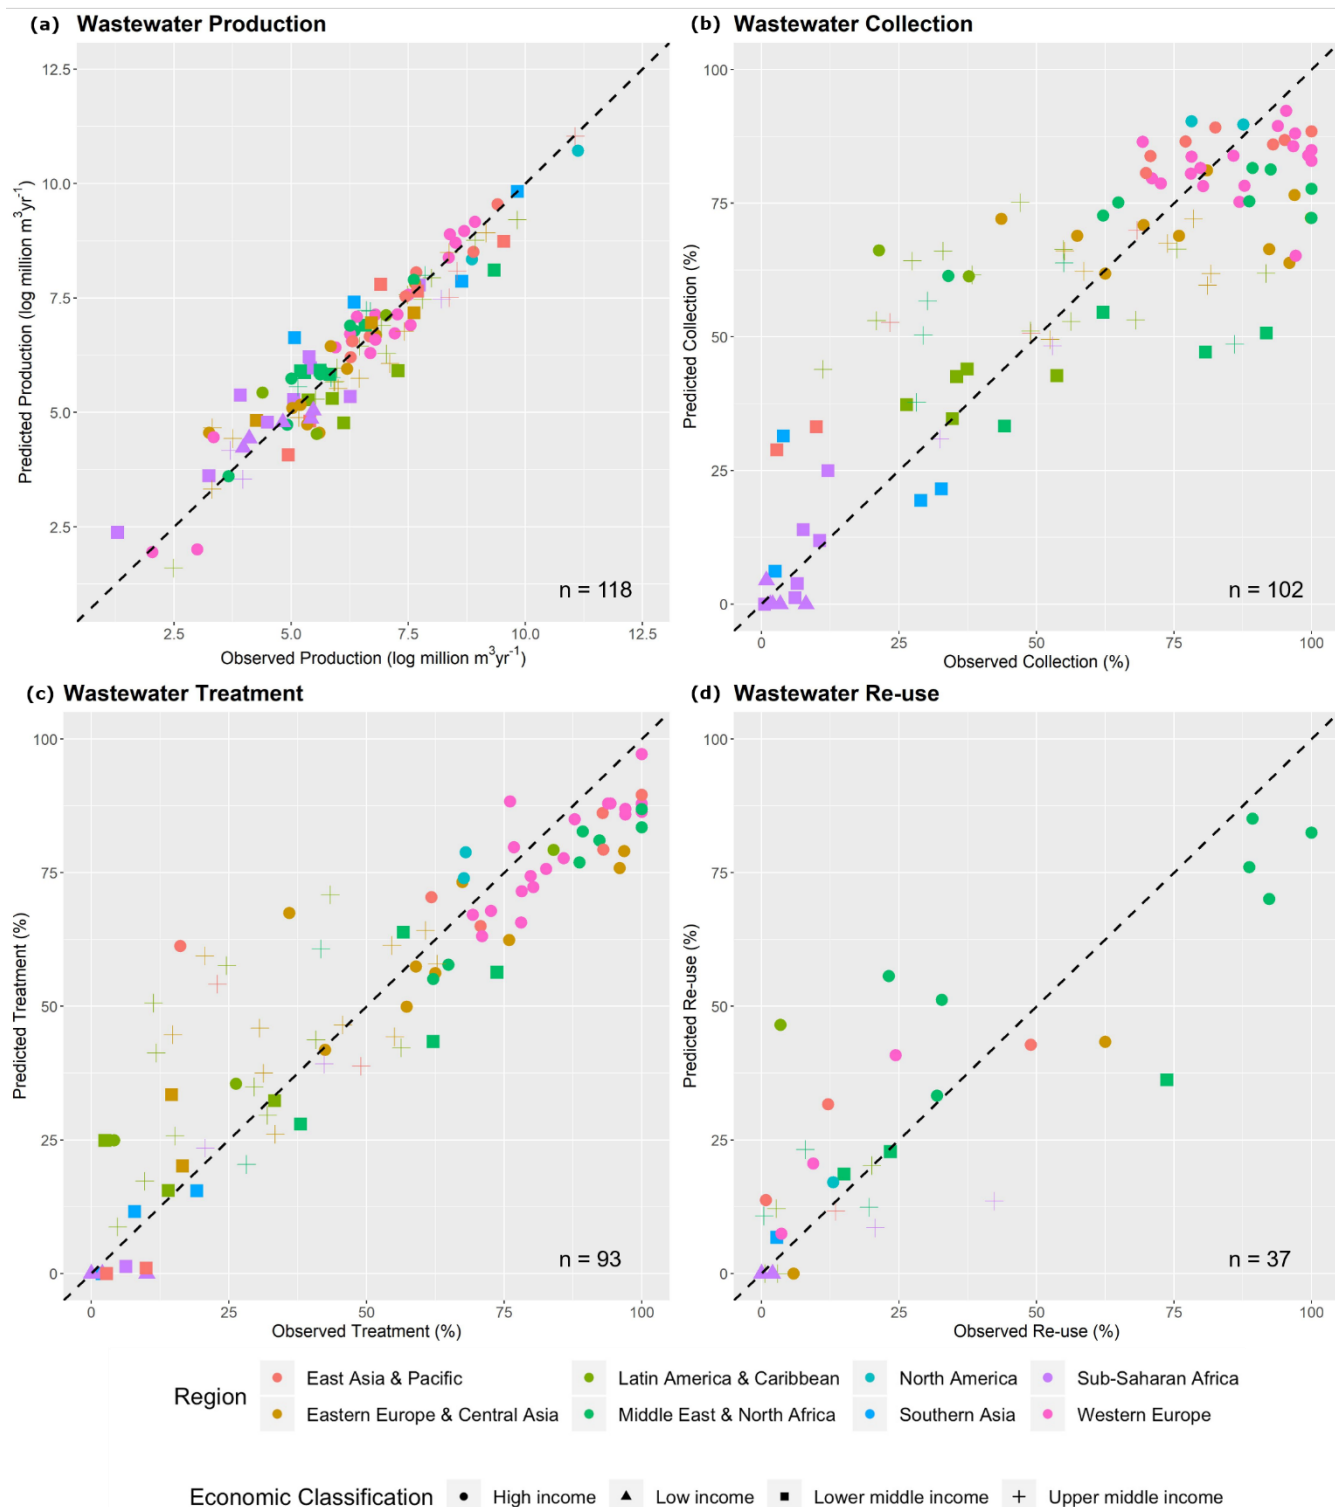 (a) Wastewater Production
12.5
10.0
7.5
5.0
2.5
Predicted Production (log million m³yr⁻¹)
n = 118
2.5 5.0 7.5 10.0 12.5
Observed Production (log million m³yr⁻¹)
(b) Wastewater Collection
100
75
50
25
0
Predicted Collection (%)
n = 102
0 25 50 75 100
Observed Collection (%)
(c) Wastewater Treatment
100
75
50
25
0
Predicted Treatment (%)
n = 93
0 25 50 75 100
Observed Treatment (%)
(d) Wastewater Re-use
100
75
50
25
0
Predicted Re-use (%)
n = 37
0 25 50 75 100
Observed Re-use (%)
Region
East Asia & Pacific
Latin America & Caribbean
North America
Sub-Saharan Africa
Eastern Europe & Central Asia
Middle East & North Africa
Southern Asia
Western Europe
Economic Classification
High income
Low income
Lower middle income
Upper middle income